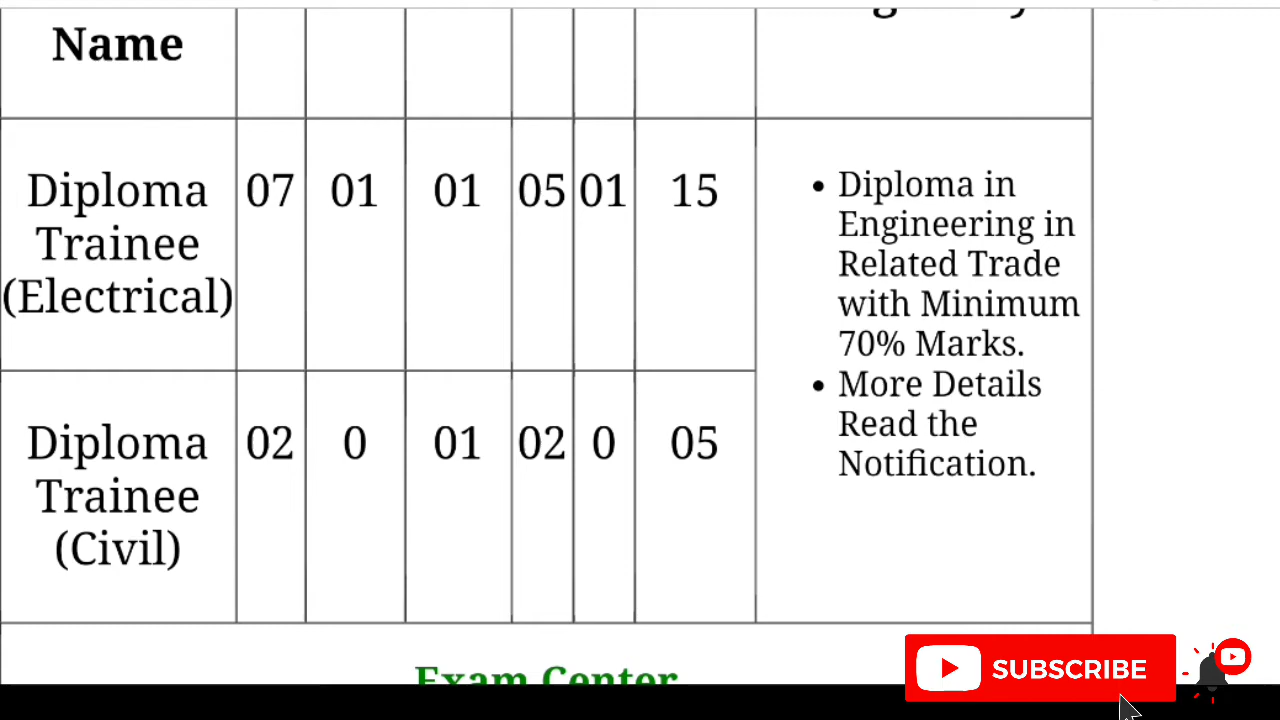 Name
Diploma Trainee (Electrical) 07 01 01 05 01 15
Diploma in
Engineering in
Related Trade
with Minimum
70% Marks.
More Details
Read the
Notification.
Diploma Trainee (Civil) 02 0 01 02 0 05
Exam Center
SUBSCRIBE